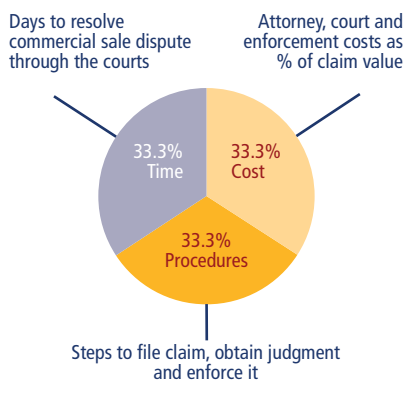 Days to resolve
commercial sale dispute
through the courts
Attorney, court and
enforcement costs as
% of claim value
33.3%
Time
33.3%
Cost
33.3%
Procedures
Steps to file claim, obtain judgment
and enforce it